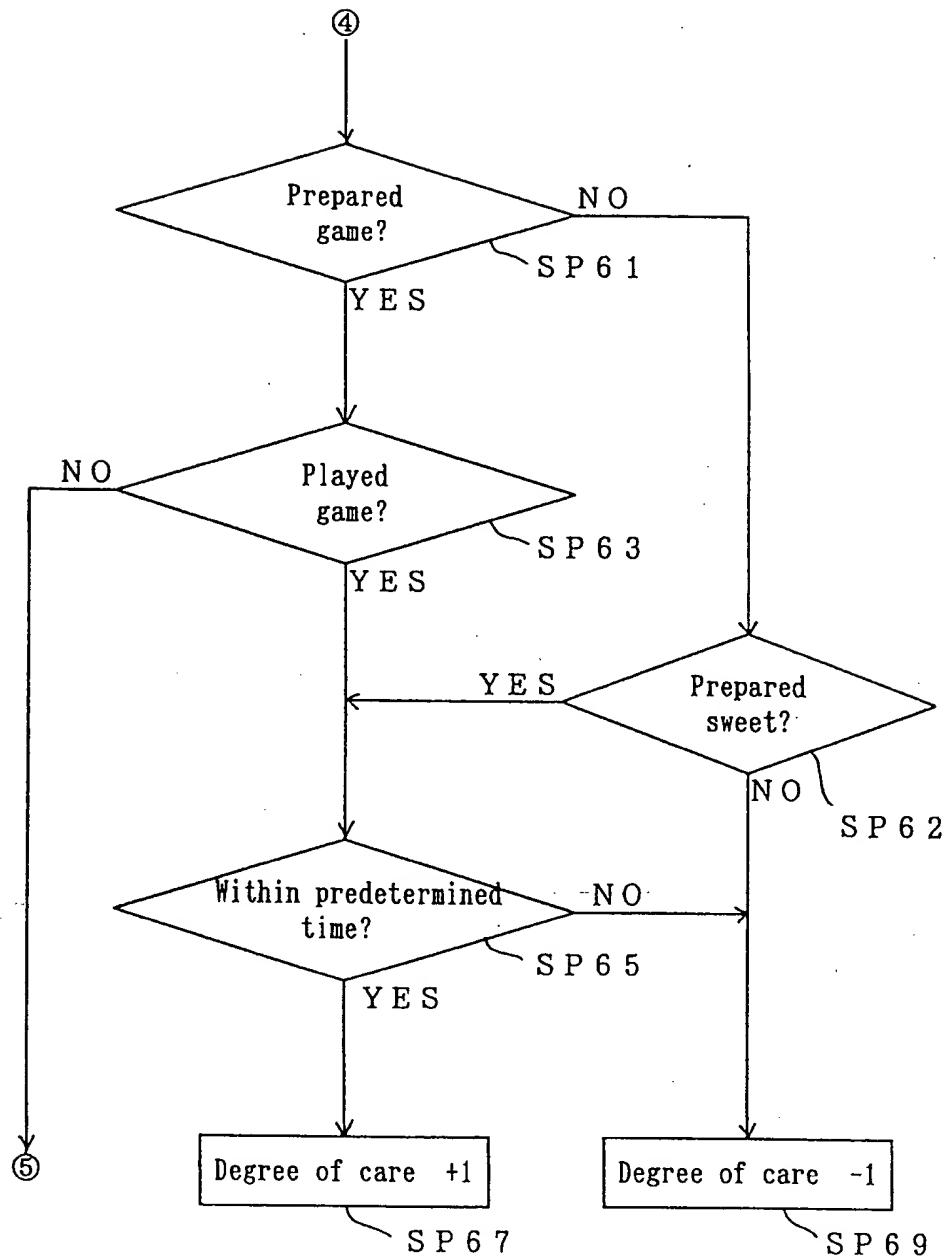 ④
Prepared
game?
NO
SP61
YES
NO
Played
game?
SP63
YES
YES
Prepared
sweet?
NO
SP62
Within predetermined
time?
NO
SP65
YES
⑤
Degree of care +1
Degree of care -1
SP67
SP69